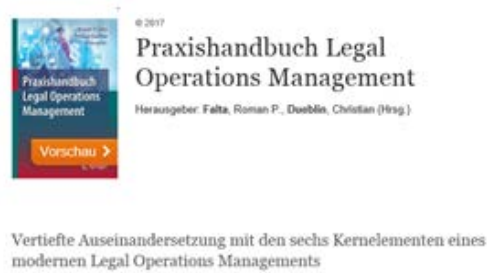 © 2017
Praxishandbuch Legal
Operations Management
Herausgeber: Falta, Roman P., Dueblin, Christian (Hrsg.)
Praxishandbuch
Legal Operations
Management
Vorschau
Vertiefte Auseinandersetzung mit den sechs Kernelementen eines
modernen Legal Operations Managements